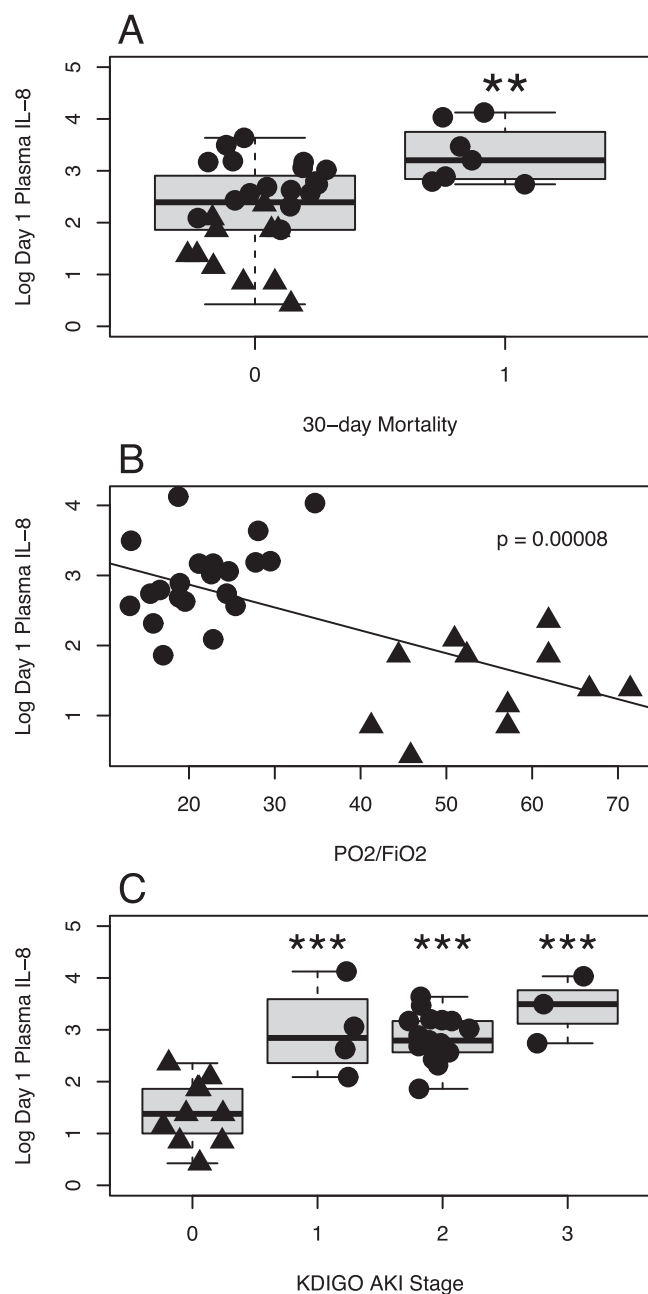 A
Log Day 1 Plasma IL−8
5
4
3
2
1
0
**
0 1
30−day Mortality
B
Log Day 1 Plasma IL−8
4
3
2
1
p = 0.00008
20 30 40 50 60 70
PO2/FiO2
C
Log Day 1 Plasma IL−8
5
4
3
2
1
0
*** *** ***
0 1 2 3
KDIGO AKI Stage